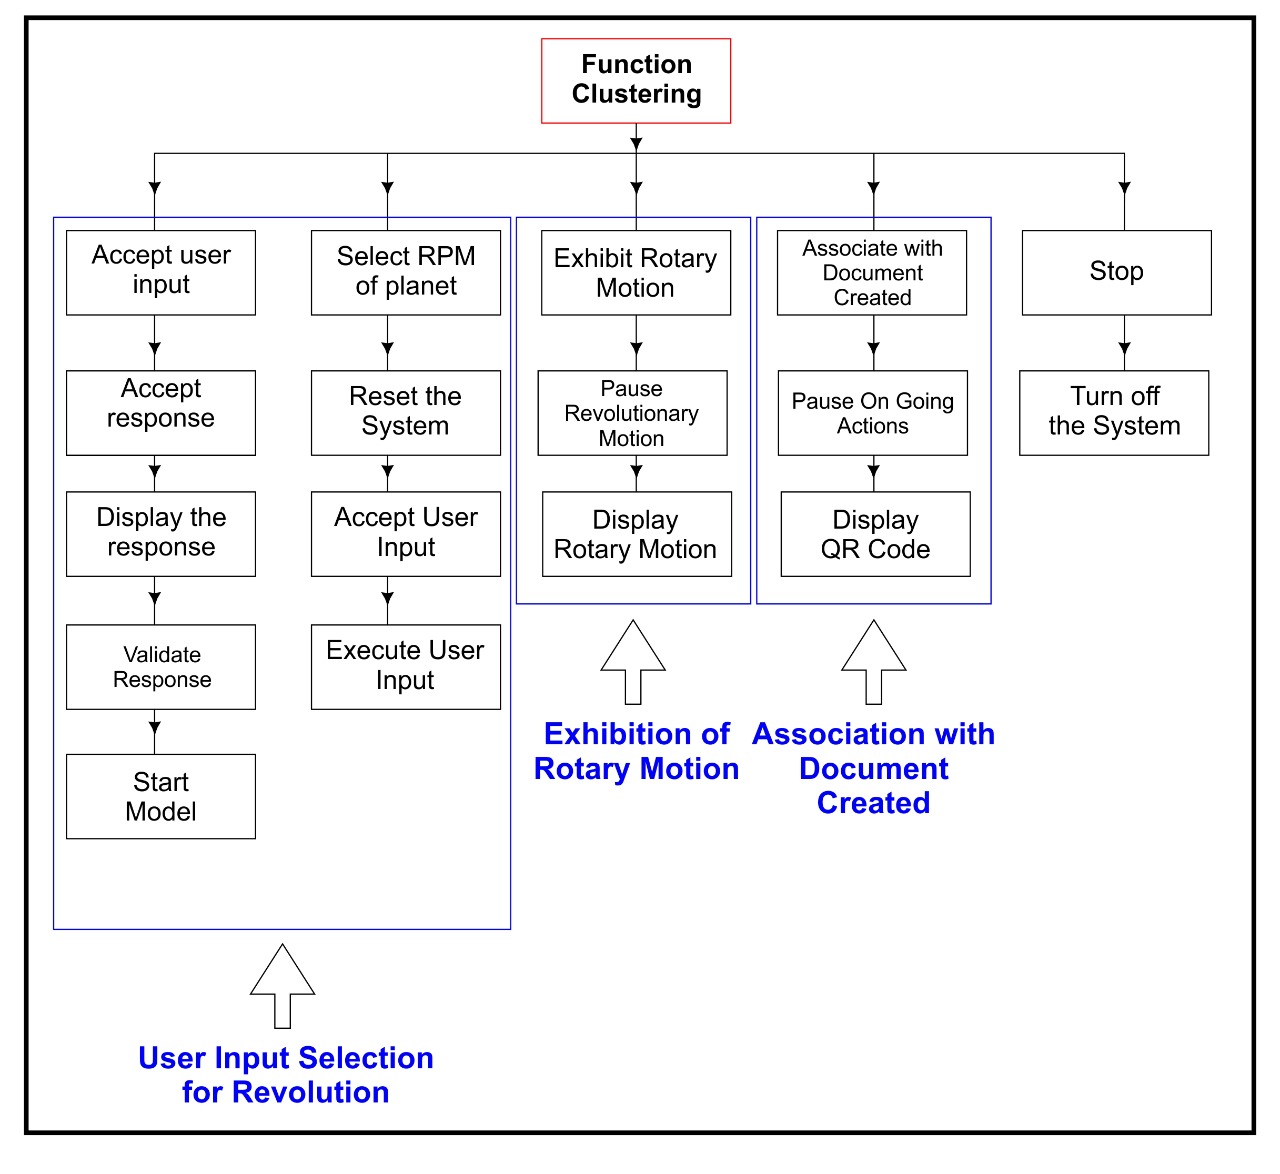 Function
Clustering
Accept user
input
Accept
response
Display the
response
Validate
Response
Start
Model
Select RPM
of planet
Reset the
System
Accept User
Input
Execute User
Input
Exhibit Rotary
Motion
Pause
Revolutionary
Motion
Display
Rotary Motion
Associate with
Document
Created
Pause On Going
Actions
Display
QR Code
Stop
Turn off
the System
Exhibition of
Rotary Motion
Association with
Document
Created
User Input Selection
for Revolution